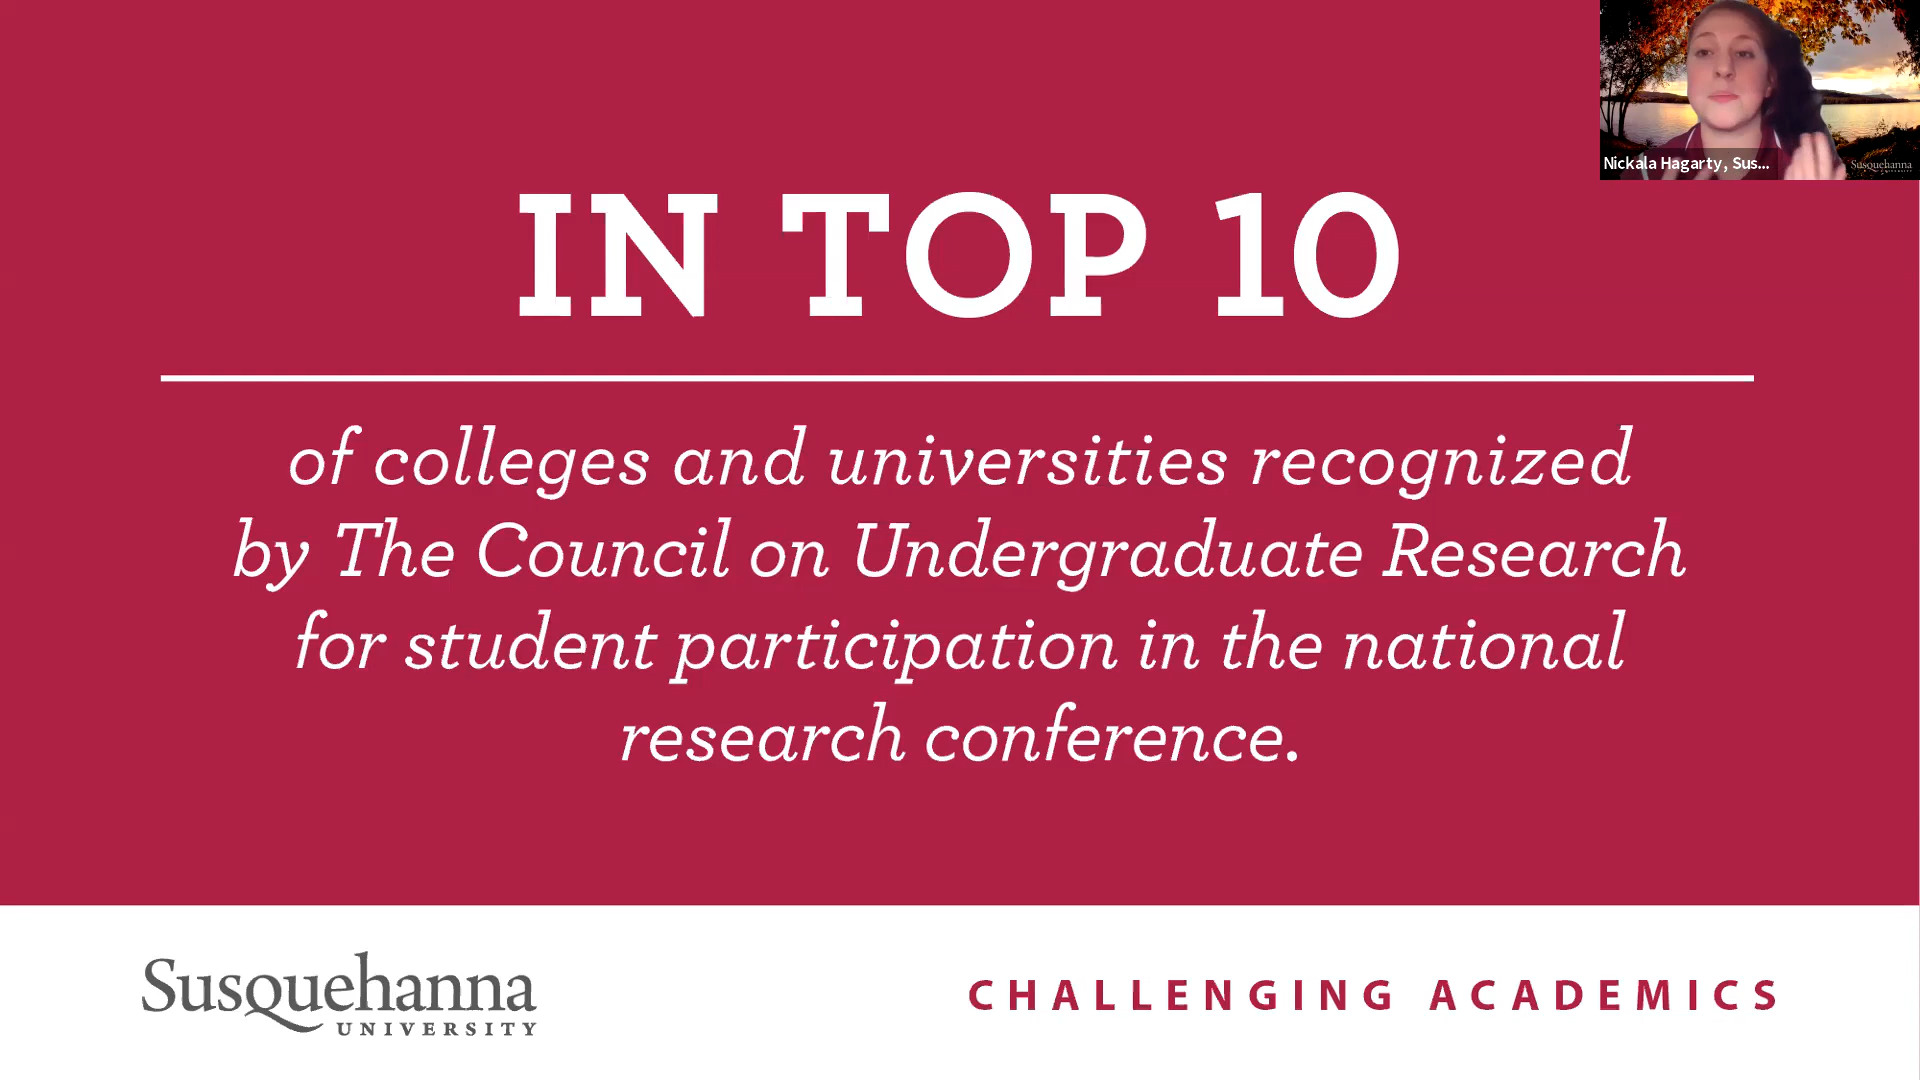 Nickala Hagarty, Sus...
Susquehanna
UNIVERSITY
IN TOP 10
of colleges and universities recognized
by The Council on Undergraduate Research
for student participation in the national
research conference.
Susquehanna
UNIVERSITY
CHALLENGING ACADEMICS